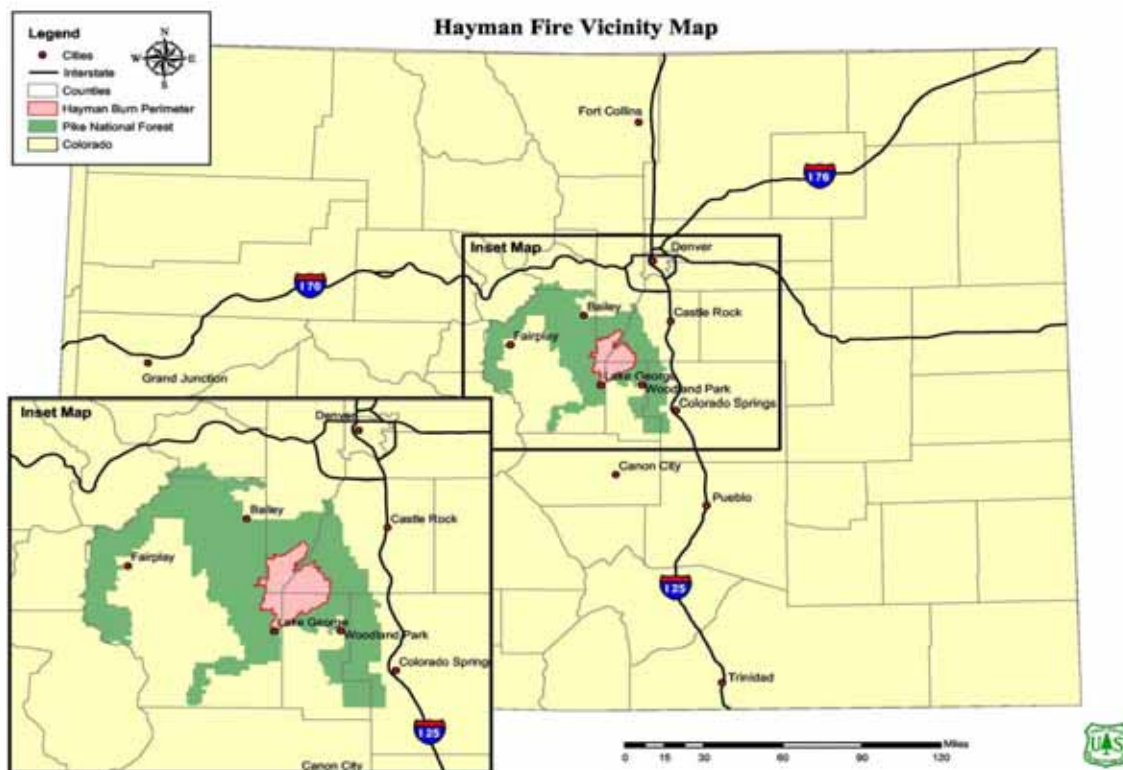 Hayman Fire Vicinity Map
Legend
Cities
Interstate
Counties
Hayman Burn Perimeter
Pike National Forest
Colorado
N
W E
S
Fort Collins
I 76
Inset Map
Denver
I 70
Bailey
Castle Rock
Fairplay
Grand Junction
Lake George
Woodland Park
Colorado Springs
Canon City
Pueblo
I 25
Trinidad
Inset Map
Denver
Bailey
Castle Rock
Fairplay
Lake George
Woodland Park
Colorado Spring
I 25
Canon City
Miles
0 15 30 60 90 120
U S